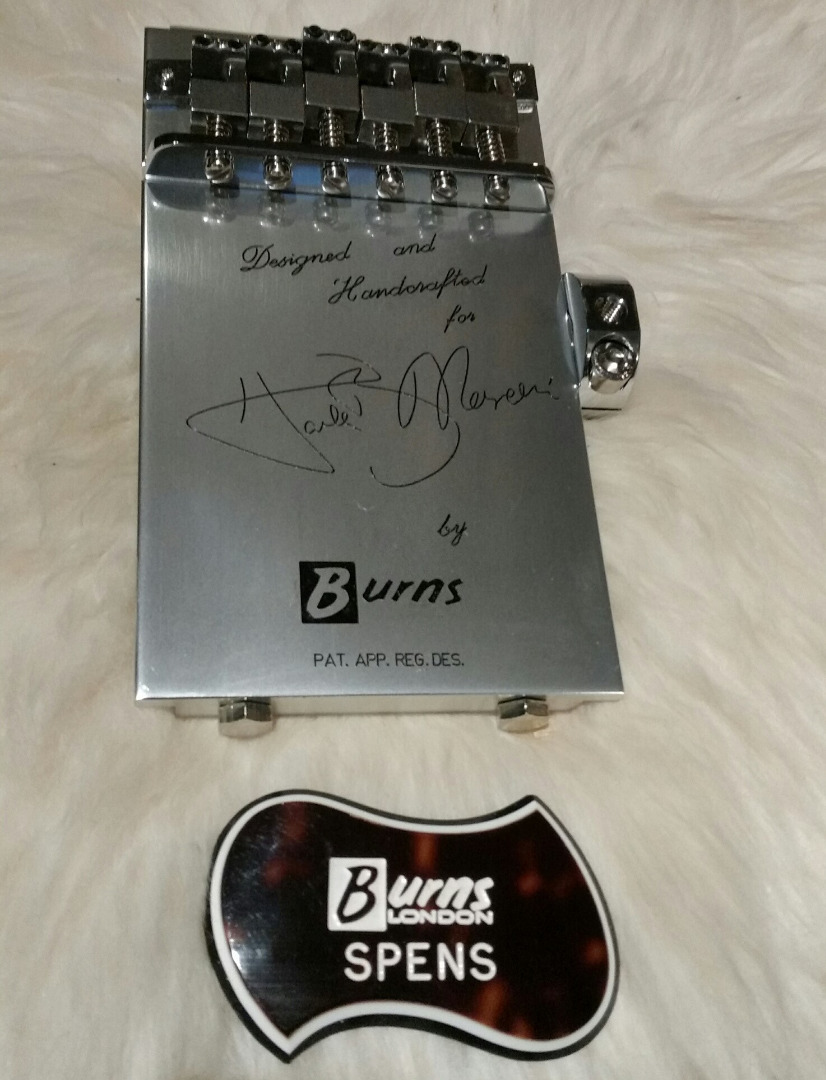 Designed and
Handcrafted
for
by
Burns
PAT. APP. REG. DES.
Burns
LONDON
SPENS